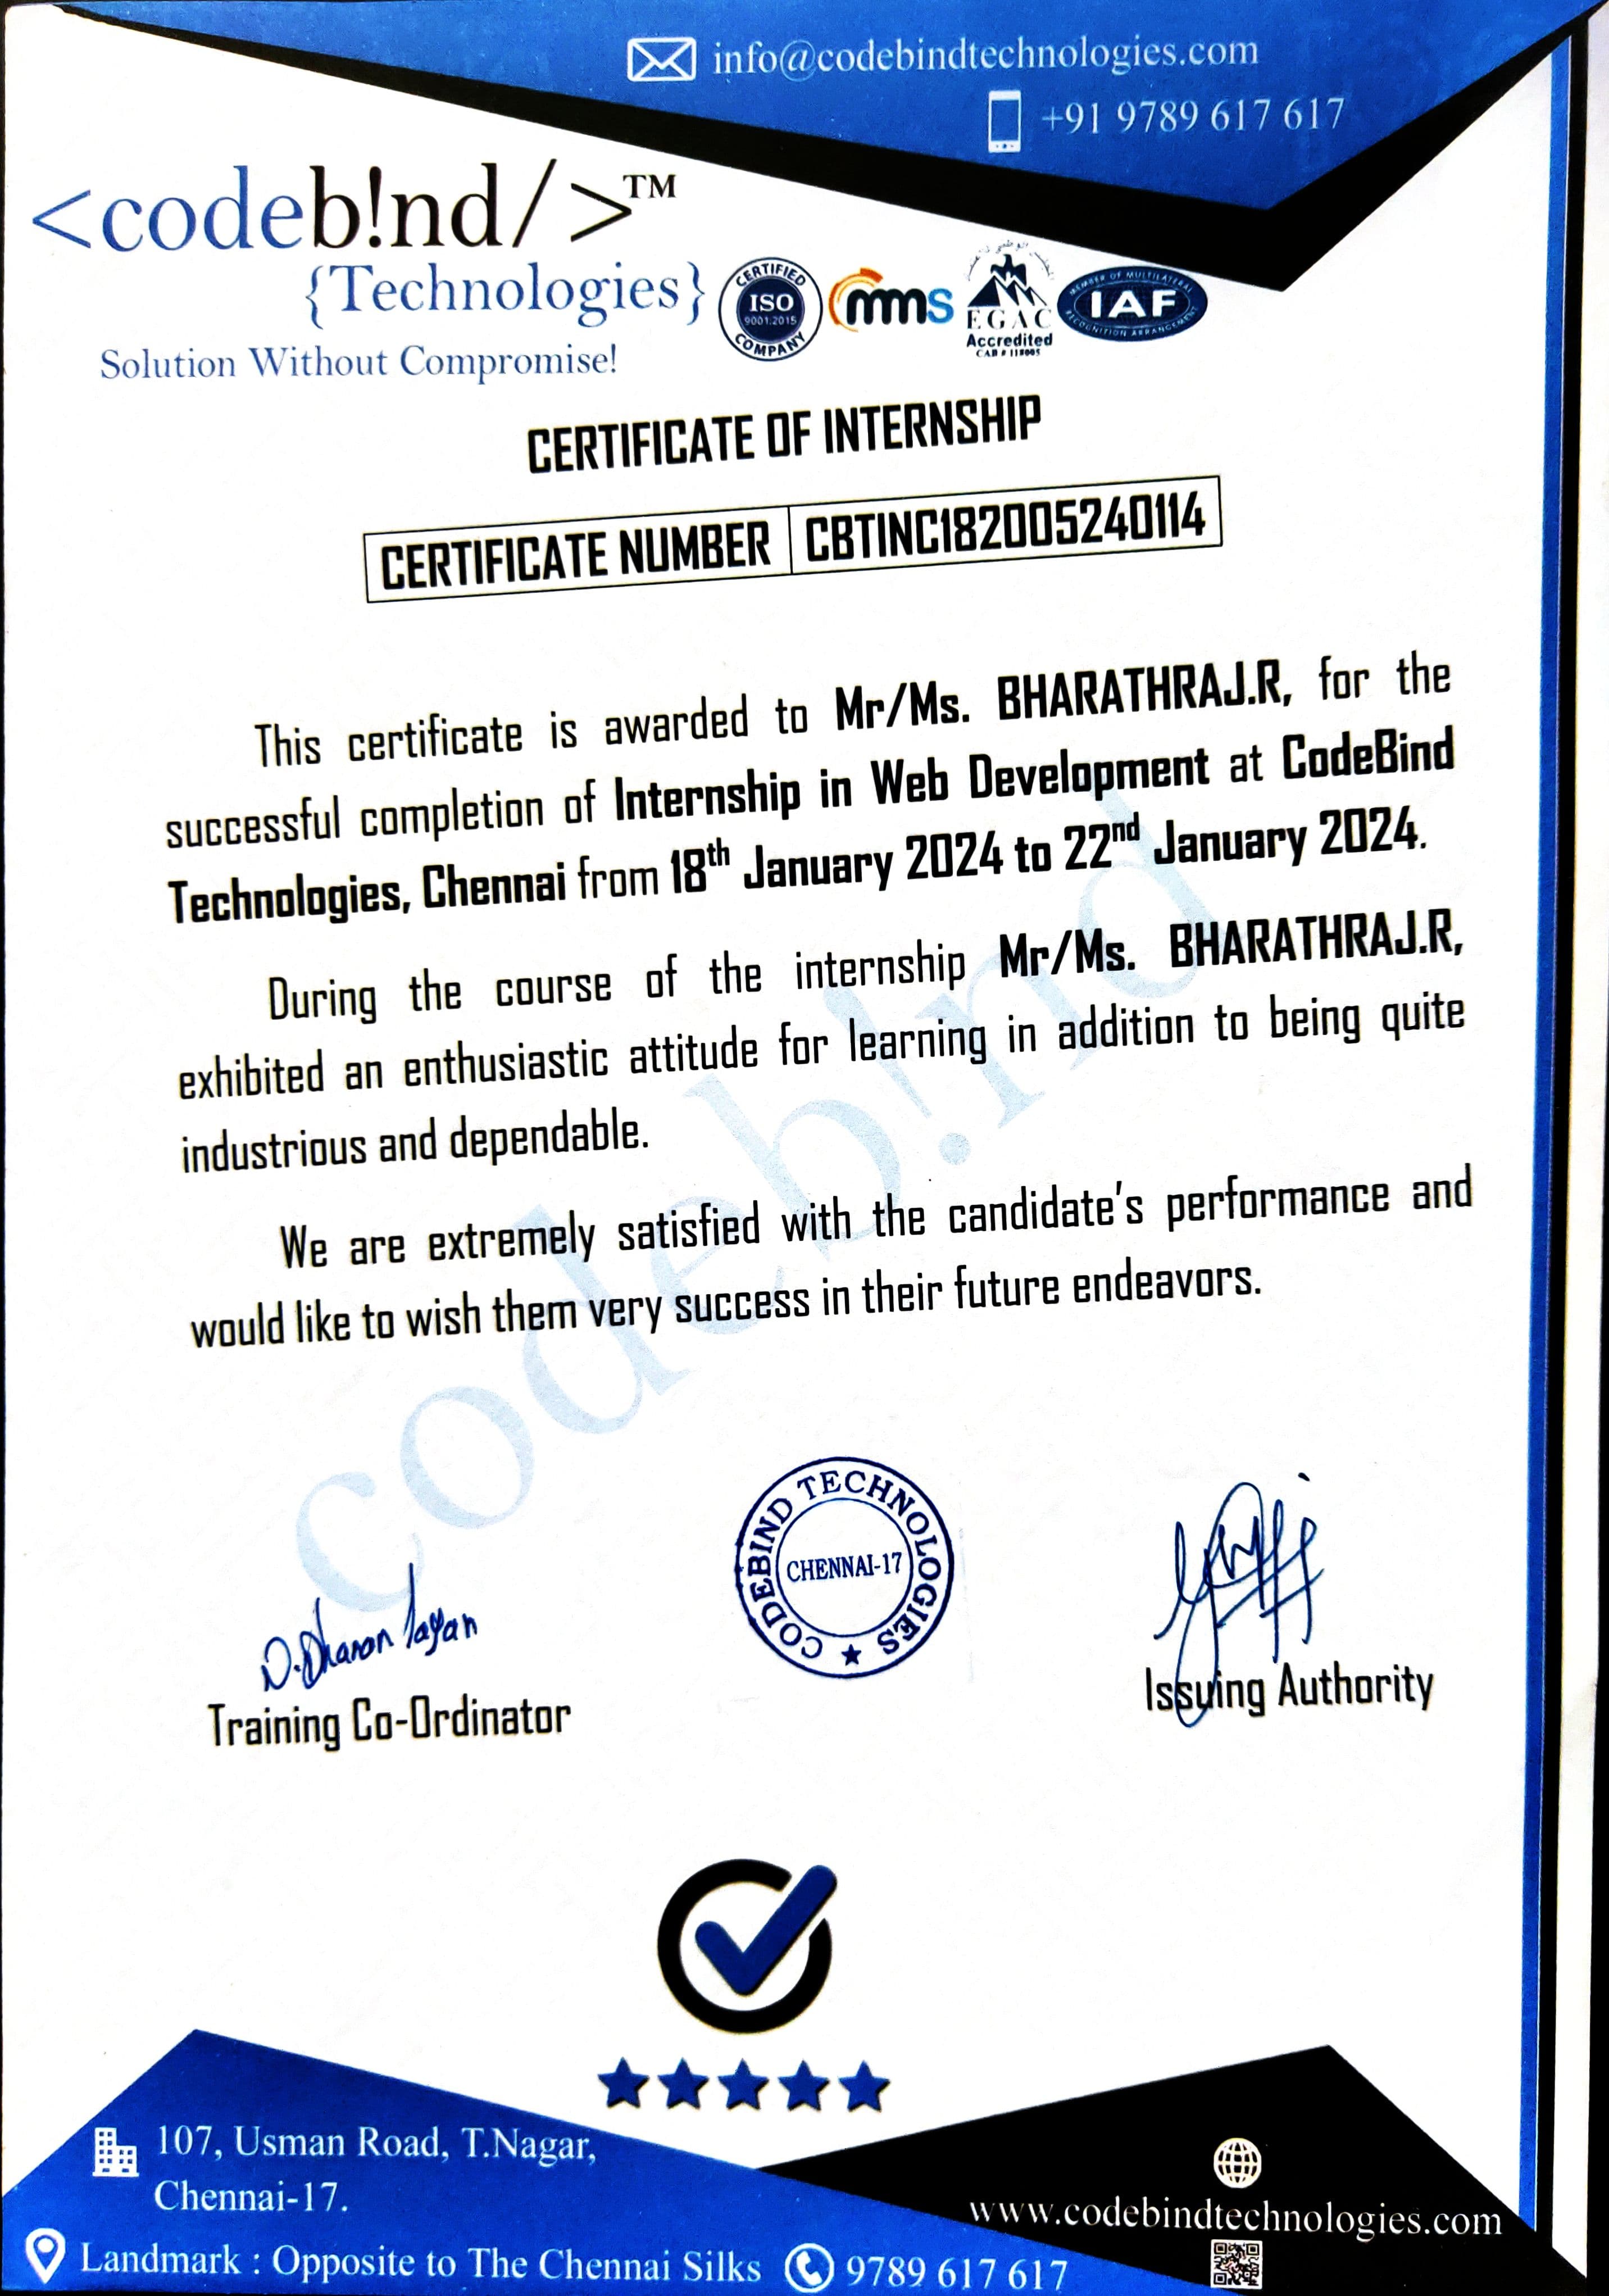 info@codebindtechnologies.com
+91 9789 617 617
<codeb!nd/>™
{Technologies}
Solution Without Compromise!
CERTIFIED
ISO
9001:2015
COMPANY
mms
EGAC
Accredited
CAB # 118005
MEMBER OF MULTILATERAL
IAF
RECOGNITION ARRANGEMENT
CERTIFICATE OF INTERNSHIP
CERTIFICATE NUMBER CBTINC182005240114
This certificate is awarded to Mr/Ms. BHARATHRAJ.R, for the
successful completion of Internship in Web Development at CodeBind
Technologies, Chennai from 18th January 2024 to 22nd January 2024.
During the course of the internship Mr/Ms. BHARATHRAJ.R,
exhibited an enthusiastic attitude for learning in addition to being quite
industrious and dependable.
We are extremely satisfied with the candidate's performance and
would like to wish them very success in their future endeavors.
codeb!nd
CODEBIND TECHNOLOGIES
CHENNAI-17
Training Co-Ordinator
Issuing Authority
107, Usman Road, T.Nagar,
Chennai-17.
www.codebindtechnologies.com
Landmark : Opposite to The Chennai Silks
9789 617 617